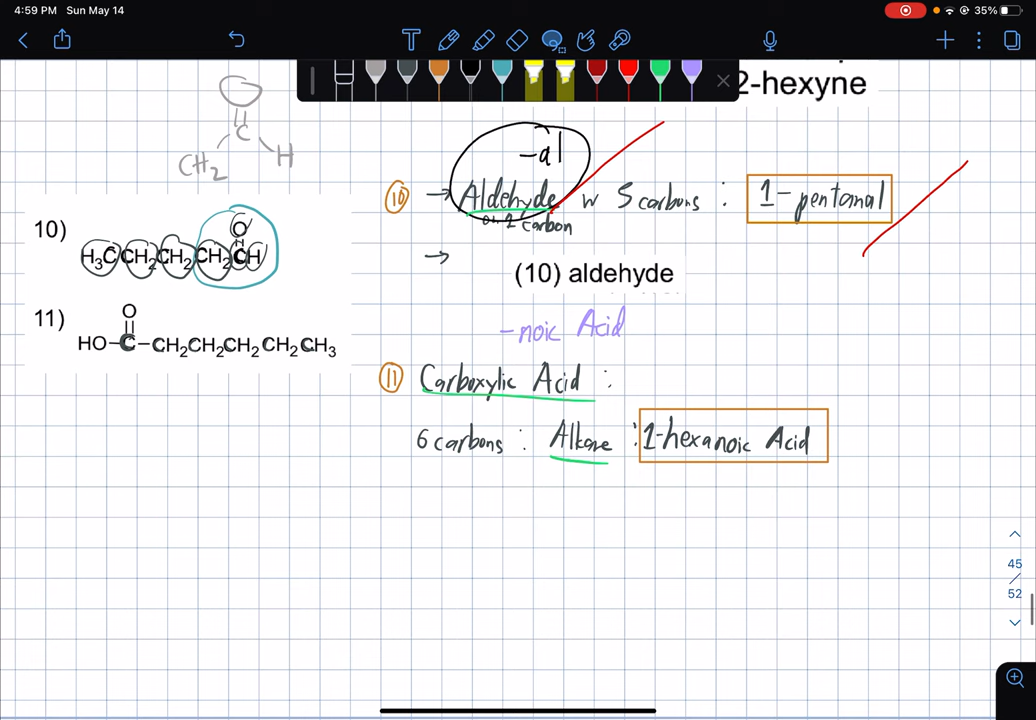 4:59 PM Sun May 14
35%
T
2-hexyne
O
C
CH2 H
-al
10 → Aldehyde w 5 carbons : 1-pentanal
carbon
→
(10) aldehyde
10)
O
H3C CH2 CH2 CH2 CH
11)
O
HO-C-CH2CH2CH2CH2CH3
-noic Acid
11 Carboxylic Acid :
6 carbons : Alkane : 1-hexanoic Acid
45
52